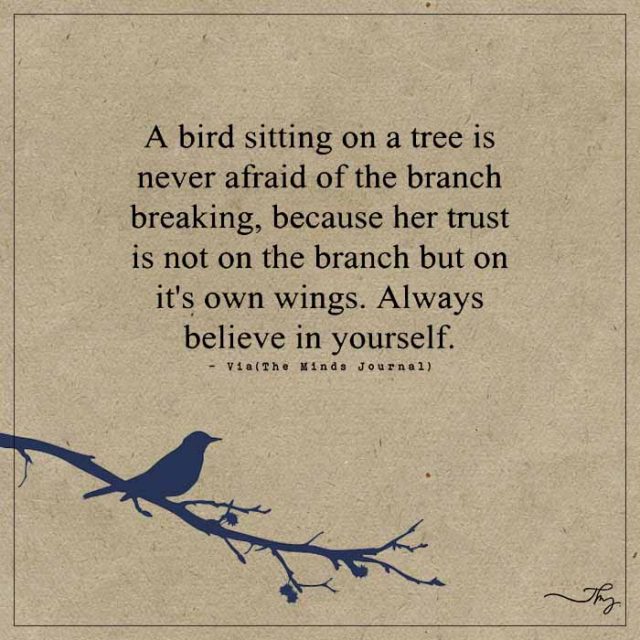 A bird sitting on a tree is
never afraid of the branch
breaking, because her trust
is not on the branch but on
it's own wings. Always
believe in yourself.
- Via(The Minds Journal)